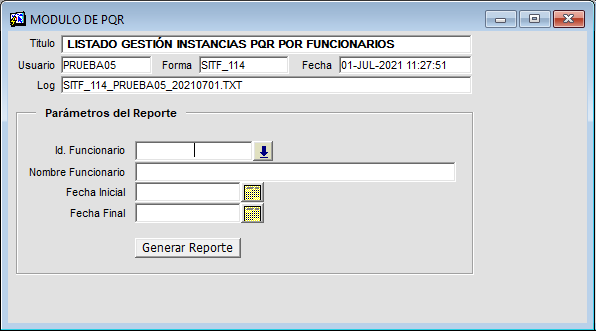 MODULO DE PQR
Titulo LISTADO GESTIÓN INSTANCIAS PQR POR FUNCIONARIOS
Usuario PRUEBA05 Forma SITF_114 Fecha 01-JUL-2021 11:27:51
Log SITF_114_PRUEBA05_20210701.TXT
Parámetros del Reporte
Id. Funcionario
Nombre Funcionario
Fecha Inicial
Fecha Final
Generar Reporte